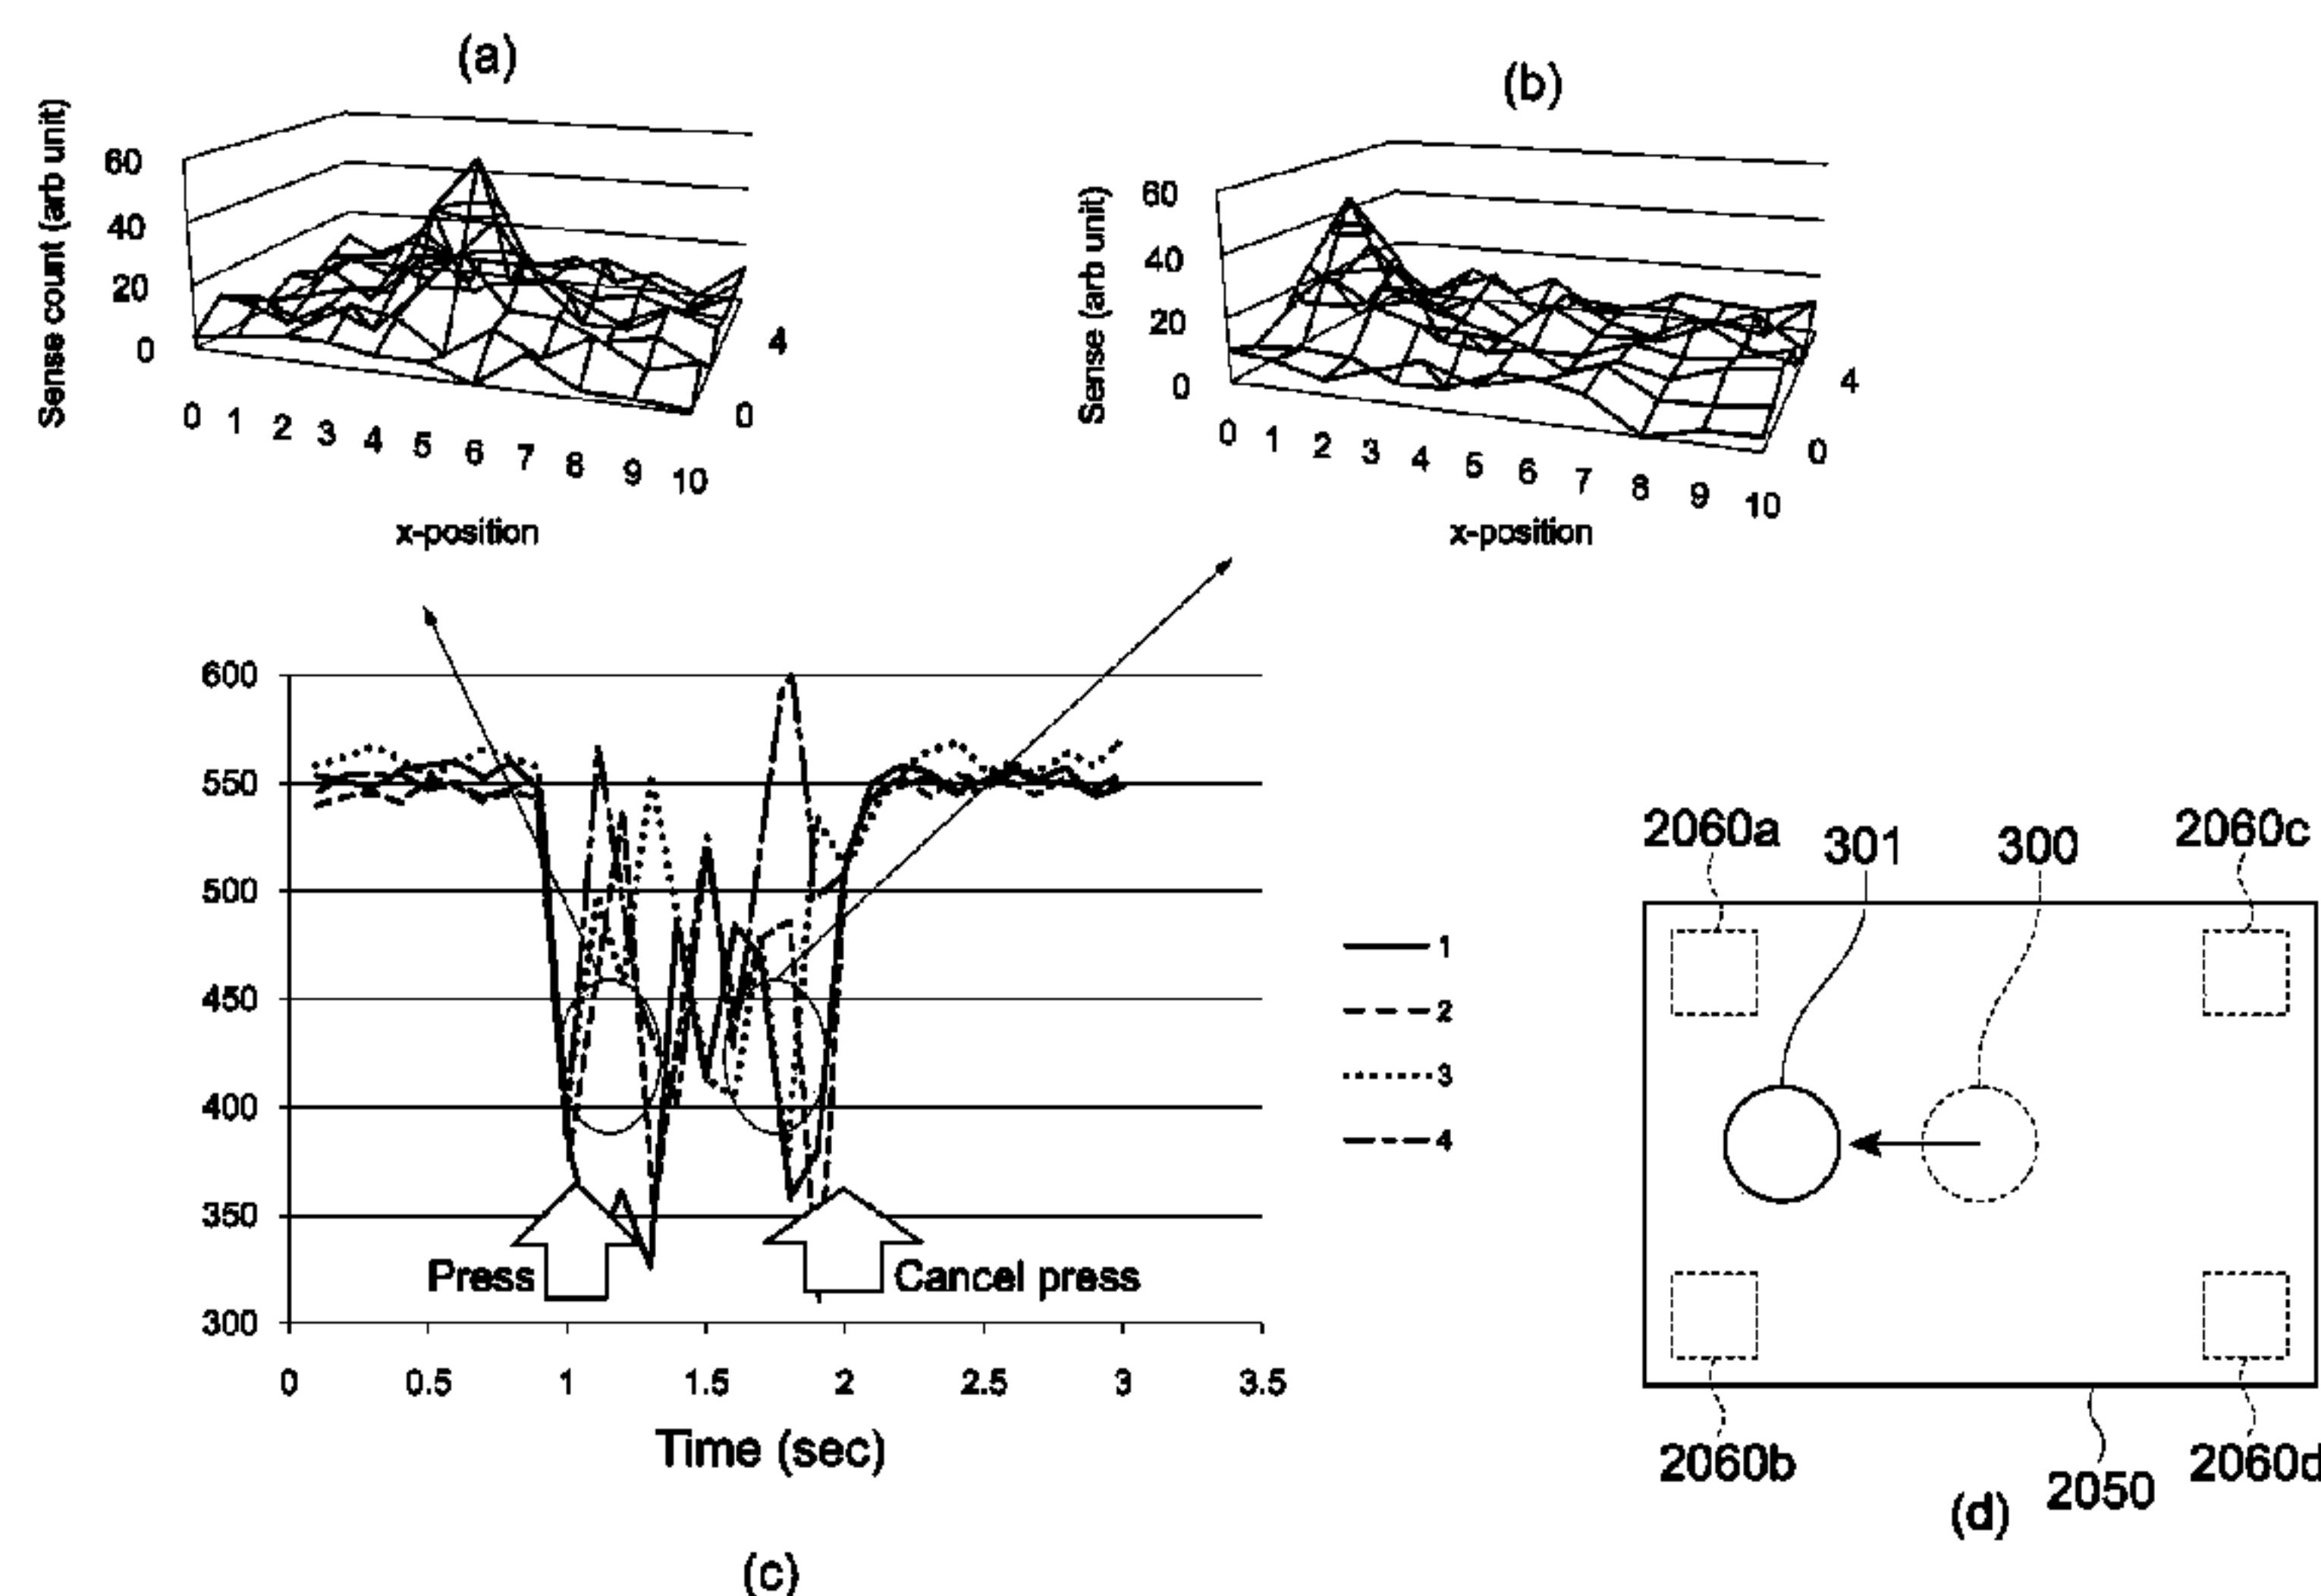 (a)
Sense count (arb unit)
60
40
20
0
0 1 2 3 4 5 6 7 8 9 10
0
4
x-position
(b)
Sense (arb unit)
60
40
20
0
0 1 2 3 4 5 6 7 8 9 10
0
4
x-position
600
550
500
450
400
350
300
0 0.5 1 1.5 2 2.5 3 3.5
Press
Cancel press
1
2
3
4
Time (sec)
(c)
2060a 301 300 2060c
2060b 2050 2060d
(d)